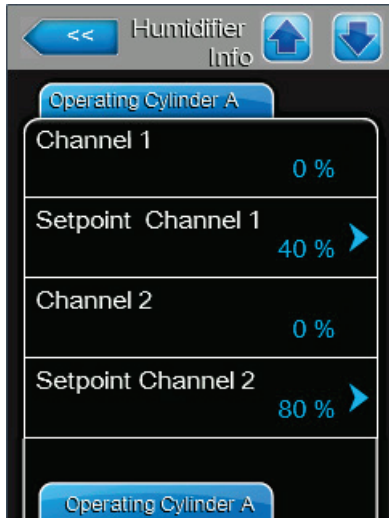 <<
Humidifier
Info
Operating Cylinder A
Channel 1
0 %
Setpoint Channel 1
40 %
Channel 2
0 %
Setpoint Channel 2
80 %
Operating Cylinder A